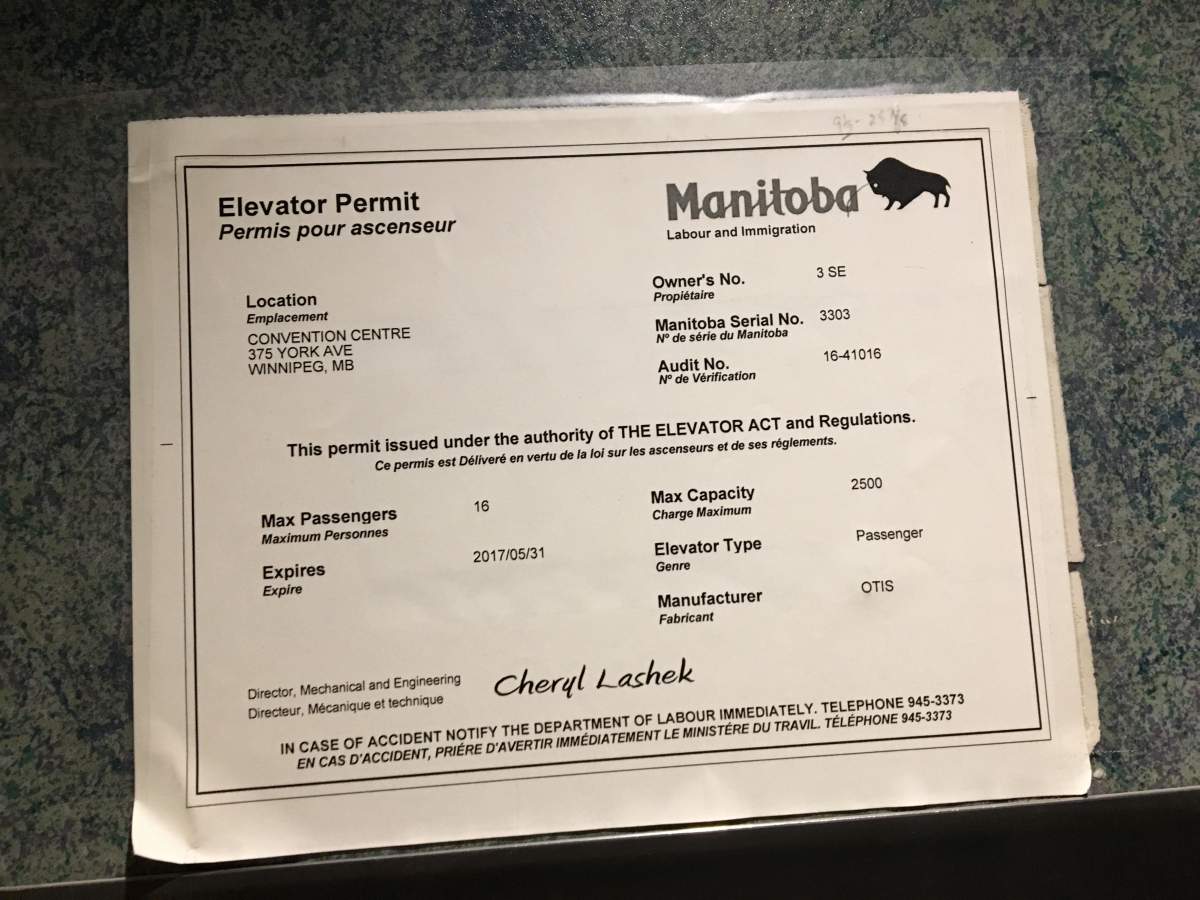 Elevator Permit
Permis pour ascenseur
Manitoba
Labour and Immigration
Location
Emplacement
CONVENTION CENTRE
375 YORK AVE
WINNIPEG, MB
Owner's No. 3 SE
Propiétaire
Manitoba Serial No. 3303
Nº de série du Manitoba
Audit No. 16-41016
Nº de Vérification
This permit issued under the authority of THE ELEVATOR ACT and Regulations.
Ce permis est Déliveré en vertu de la loi sur les ascenseurs et de ses réglements.
Max Passengers 16
Maximum Personnes
Expires 2017/05/31
Expire
Max Capacity 2500
Charge Maximum
Elevator Type Passenger
Genre
Manufacturer OTIS
Fabricant
Director, Mechanical and Engineering
Directeur, Mécanique et technique
Cheryl Lashek
IN CASE OF ACCIDENT NOTIFY THE DEPARTMENT OF LABOUR IMMEDIATELY. TELEPHONE 945-3373
EN CAS D'ACCIDENT, PRIÉRE D'AVERTIR IMMÉDIATEMENT LE MINISTÉRE DU TRAVIL. TÉLÉPHONE 945-3373